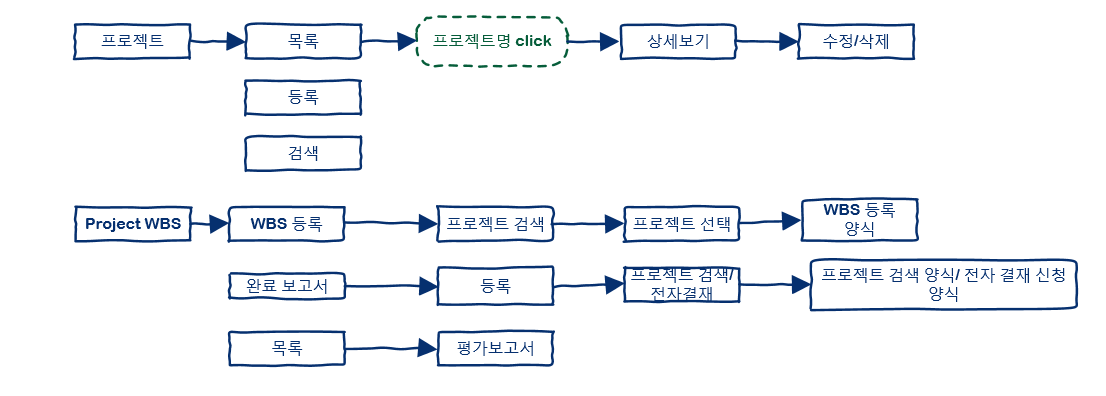 프로젝트
목록
프로젝트명 click
상세보기
수정/삭제
등록
검색
Project WBS
WBS 등록
프로젝트 검색
프로젝트 선택
WBS 등록
양식
완료 보고서
등록
프로젝트 검색/
전자결재
프로젝트 검색 양식/ 전자 결재 신청
양식
목록
평가보고서